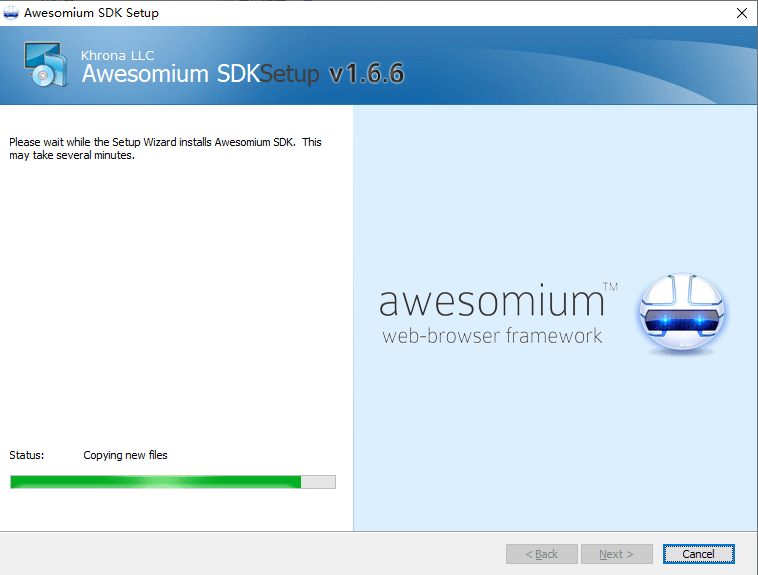 Awesomium SDK Setup
Khrona LLC
Awesomium SDKSetup v1.6.6
Please wait while the Setup Wizard installs Awesomium SDK. This
may take several minutes.
awesomium™
web-browser framework
Status: Copying new files
< Back Next > Cancel